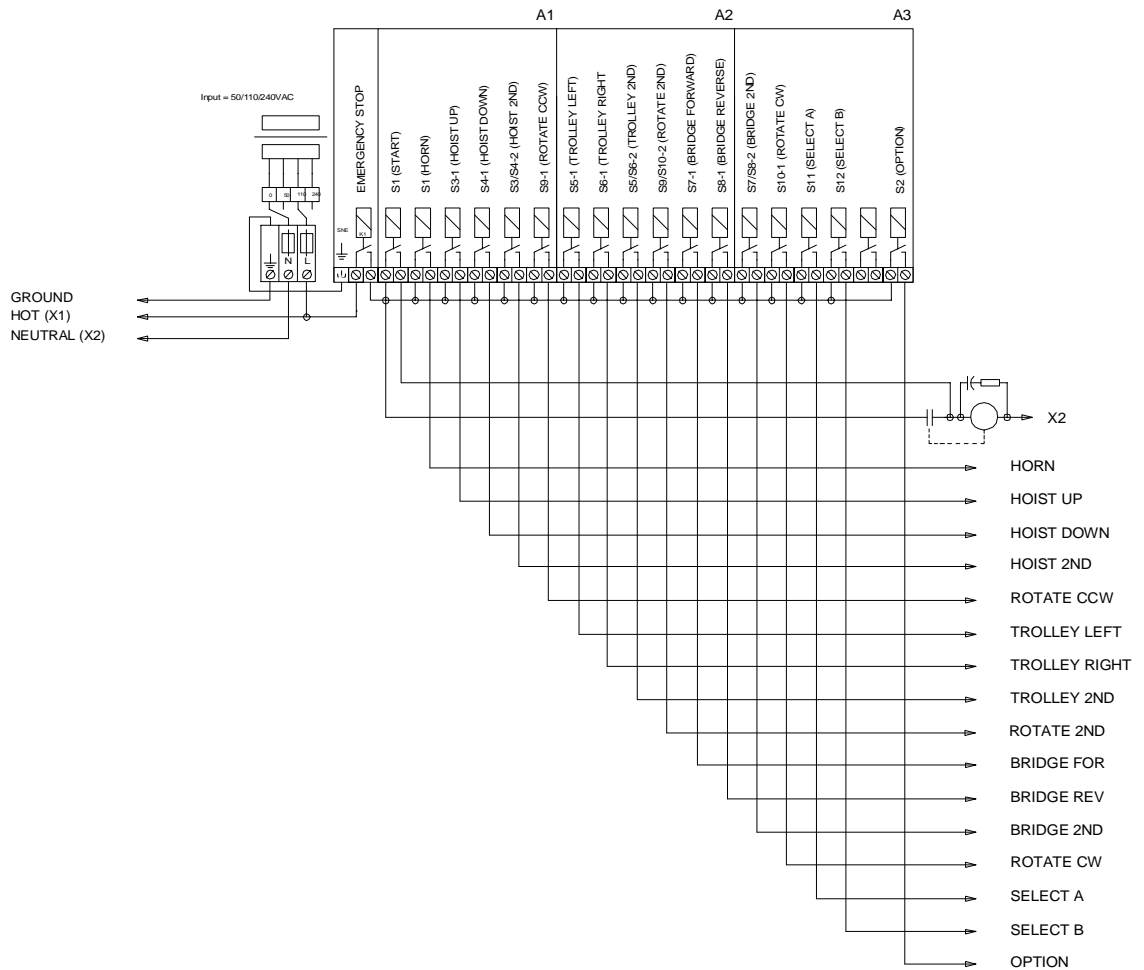 A1 A2 A3
Input = 50/110/240VAC
EMERGENCY STOP
S1 (START)
S1 (HORN)
S3-1 (HOIST UP)
S4-1 (HOIST DOWN)
S3/S4-2 (HOIST 2ND)
S9-1 (ROTATE CCW)
S5-1 (TROLLEY LEFT)
S6-1 (TROLLEY RIGHT
S5/S6-2 (TROLLEY 2ND)
S9/S10-2 (ROTATE 2ND)
S7-1 (BRIDGE FORWARD)
S8-1 (BRIDGE REVERSE)
S7/S8-2 (BRIDGE 2ND)
S10-1 (ROTATE CW)
S11 (SELECT A)
S12 (SELECT B)
S2 (OPTION)
0 50 110 240
SNE
K1
N L
GROUND
HOT (X1)
NEUTRAL (X2)
X2
HORN
HOIST UP
HOIST DOWN
HOIST 2ND
ROTATE CCW
TROLLEY LEFT
TROLLEY RIGHT
TROLLEY 2ND
ROTATE 2ND
BRIDGE FOR
BRIDGE REV
BRIDGE 2ND
ROTATE CW
SELECT A
SELECT B
OPTION